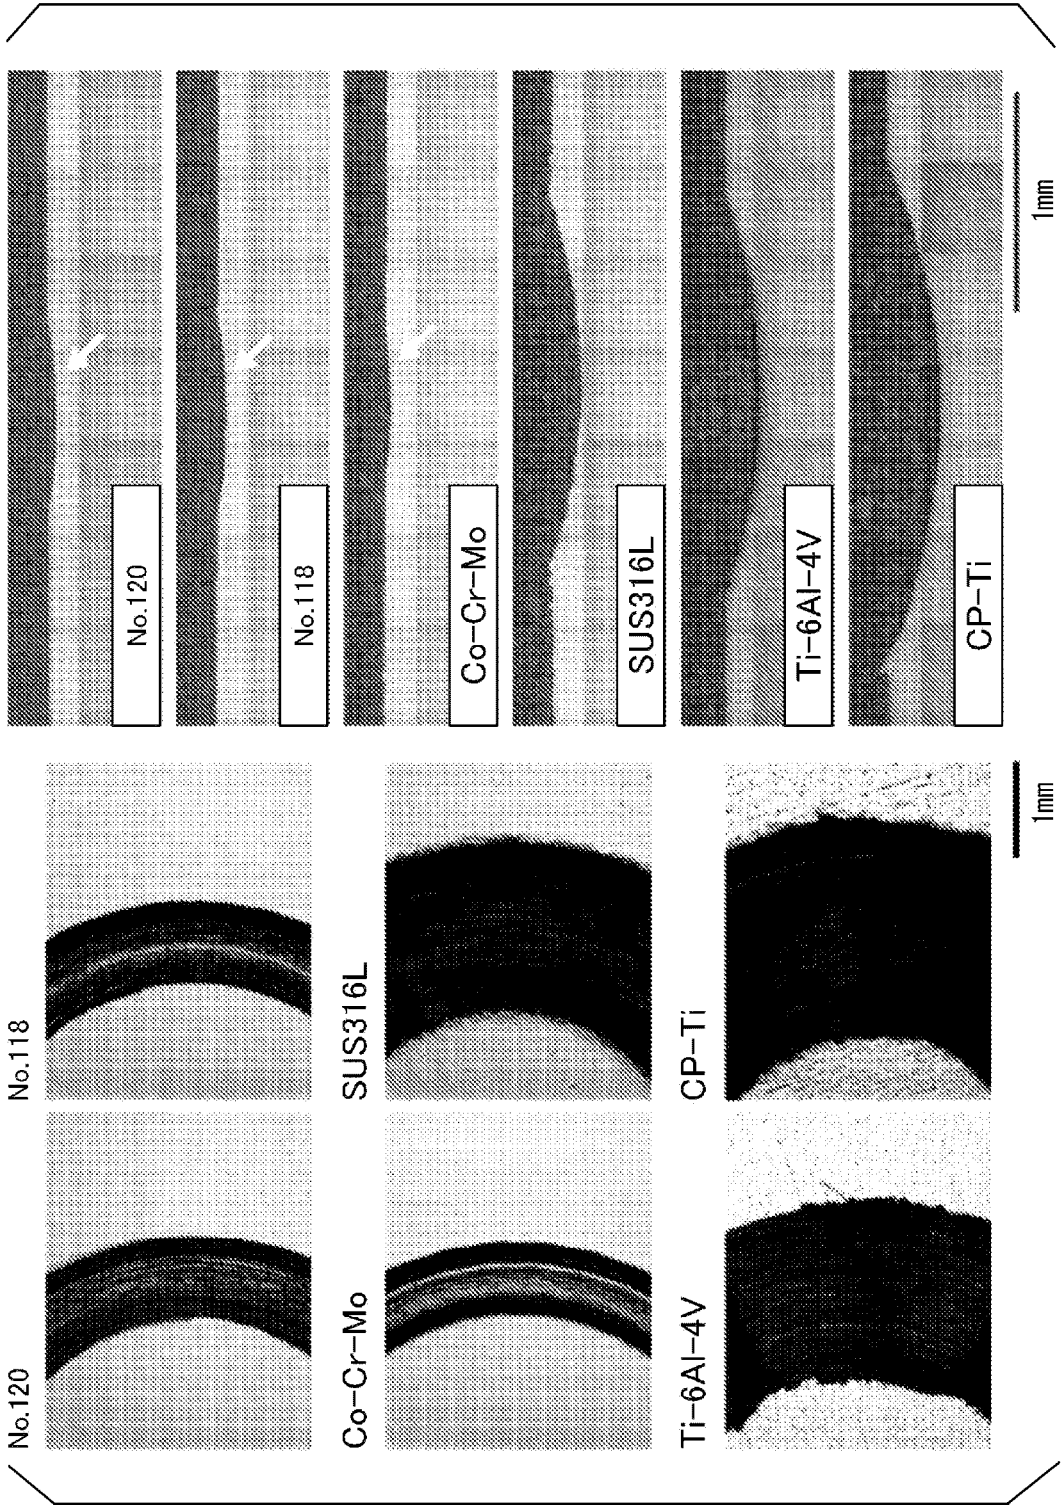 No.120
No.118
Co-Cr-Mo
SUS316L
Ti-6Al-4V
CP-Ti
1mm
No.120
No.118
Co-Cr-Mo
SUS316L
Ti-6Al-4V
CP-Ti
1mm